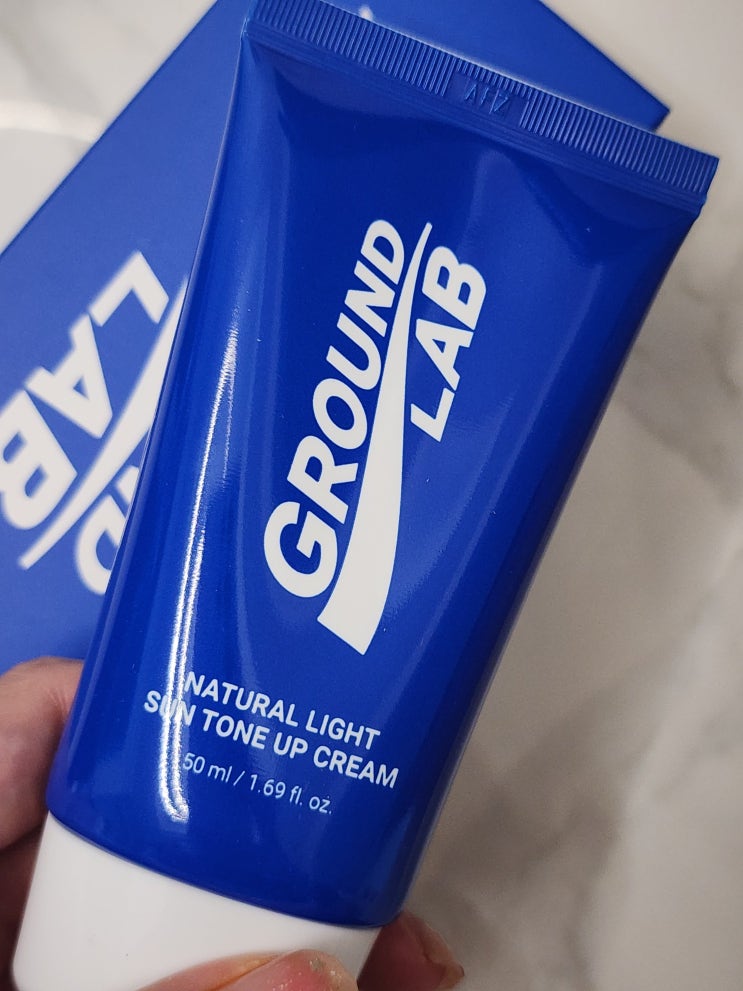 GROUND
LAB
NATURAL LIGHT
SUN TONE UP CREAM
50 ml / 1.69 fl. oz.
LAB